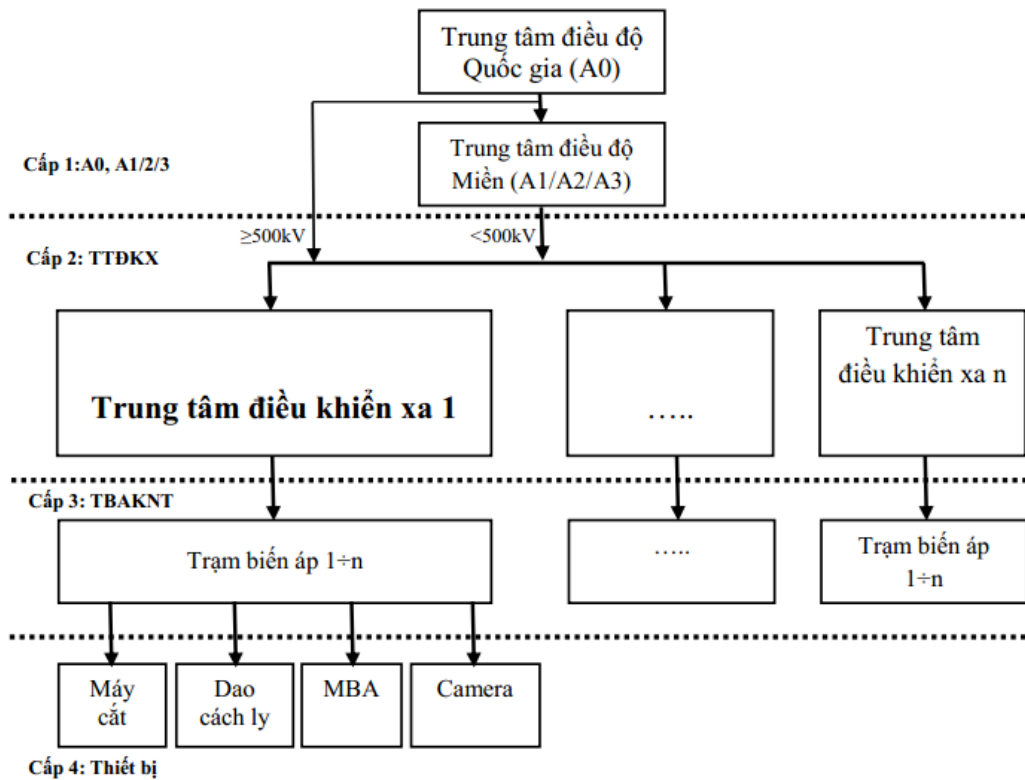 Trung tâm điều độ
Quốc gia (A0)
Trung tâm điều độ
Miền (A1/A2/A3)
Cấp 1:A0, A1/2/3
≥500kV
<500kV
Cấp 2: TTĐKX
Trung tâm điều khiển xa 1
…..
Trung tâm
điều khiển xa n
Cấp 3: TBAKNT
Trạm biến áp 1÷n
…..
Trạm biến áp
1÷n
Máy
cắt
Dao
cách ly
MBA
Camera
Cấp 4: Thiết bị